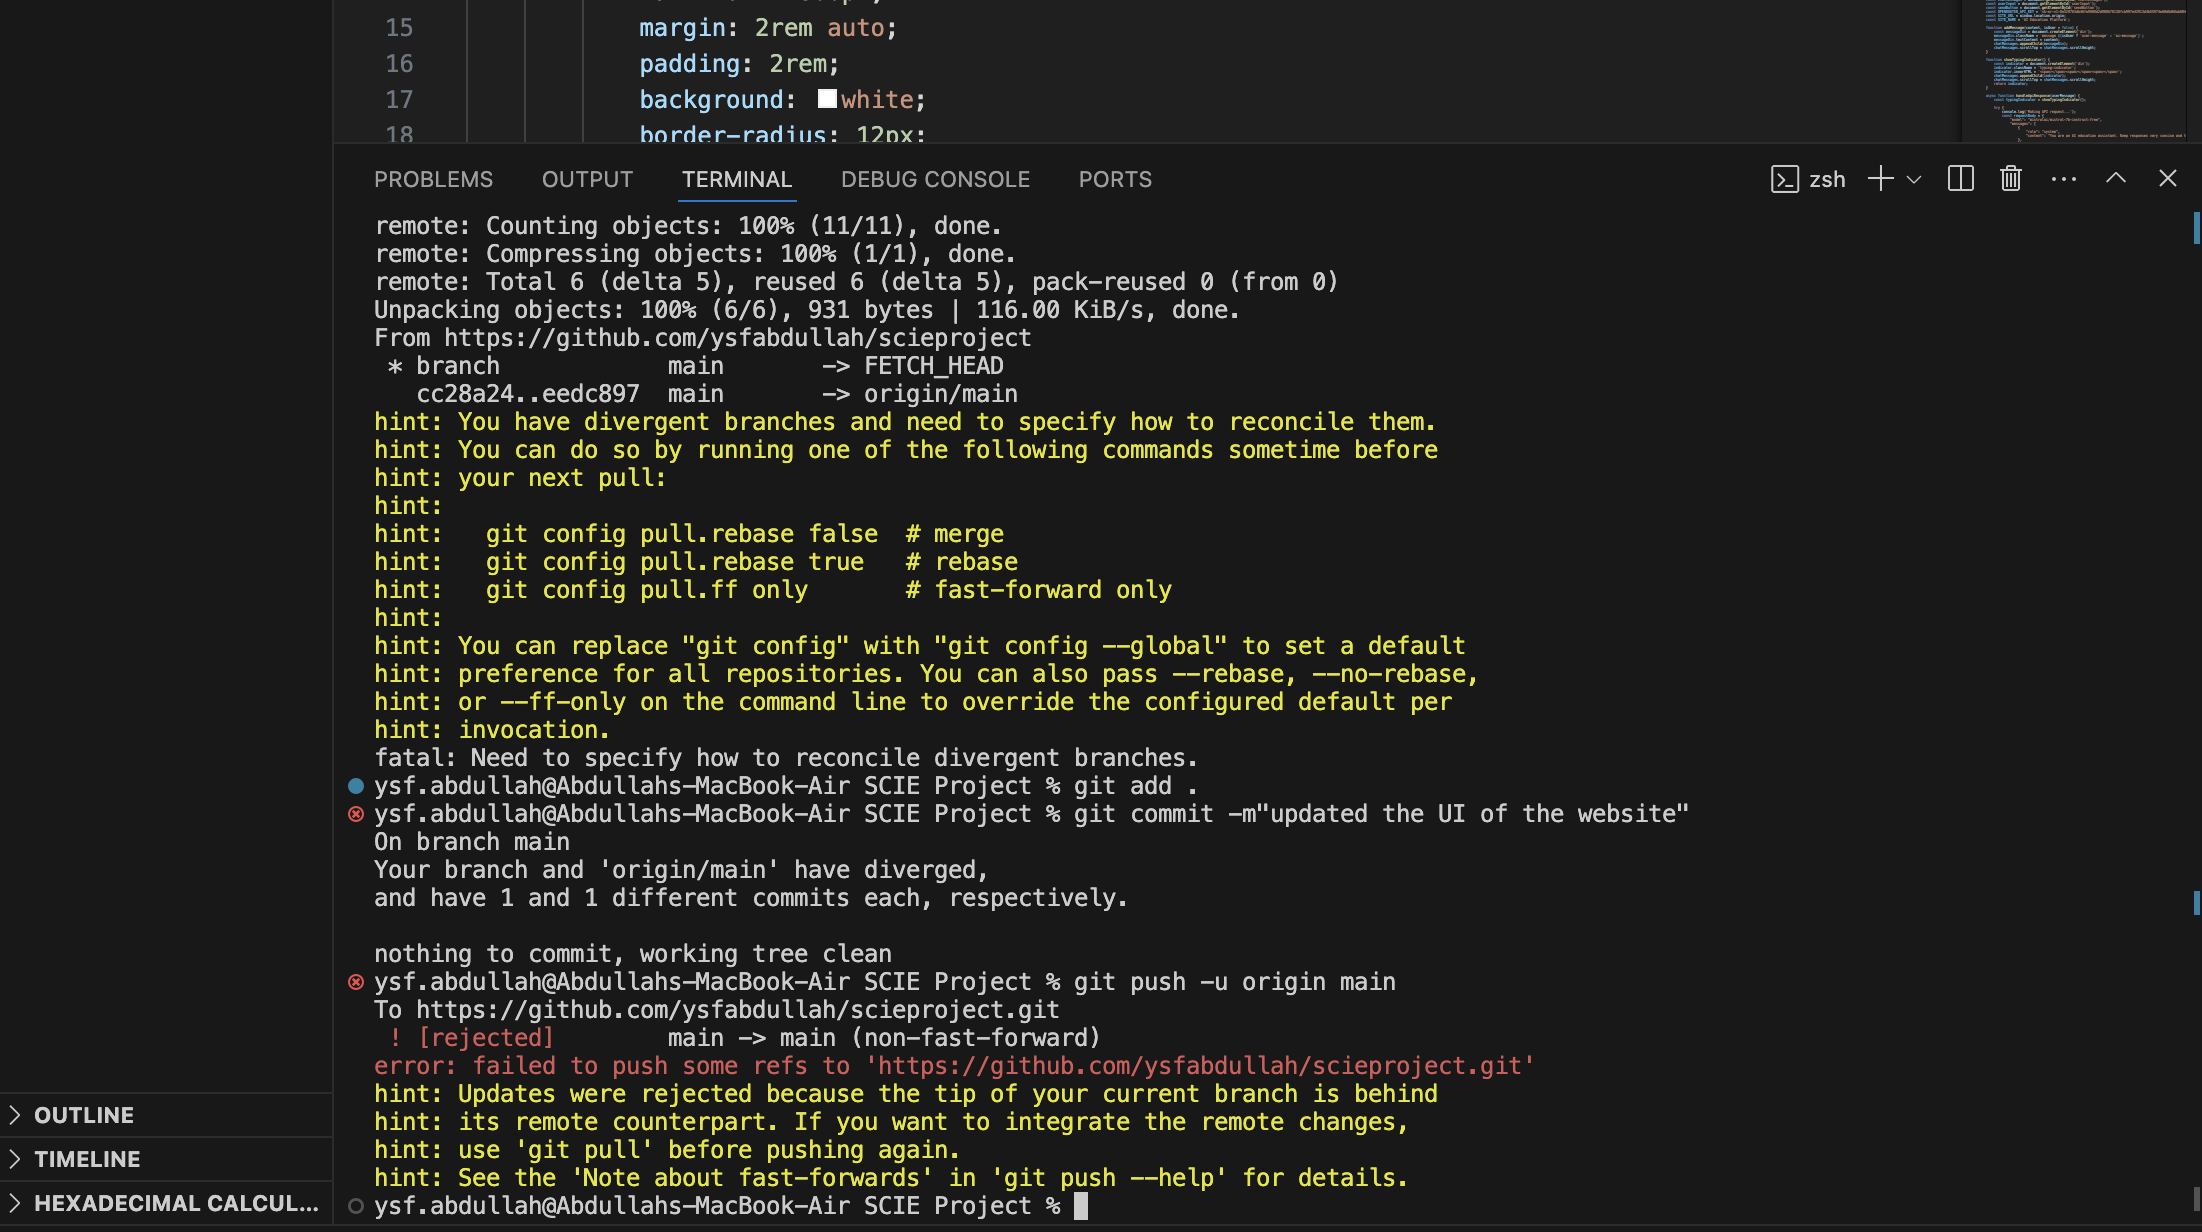 15 margin: 2rem auto;
16 padding: 2rem;
17 background: white;
18 border-radius: 12px;
PROBLEMS OUTPUT TERMINAL DEBUG CONSOLE PORTS zsh
remote: Counting objects: 100% (11/11), done.
remote: Compressing objects: 100% (1/1), done.
remote: Total 6 (delta 5), reused 6 (delta 5), pack-reused 0 (from 0)
Unpacking objects: 100% (6/6), 931 bytes | 116.00 KiB/s, done.
From https://github.com/ysfabdullah/scieproject
 * branch            main       -> FETCH_HEAD
   cc28a24..eedc897  main       -> origin/main
hint: You have divergent branches and need to specify how to reconcile them.
hint: You can do so by running one of the following commands sometime before
hint: your next pull:
hint:
hint:   git config pull.rebase false  # merge
hint:   git config pull.rebase true   # rebase
hint:   git config pull.ff only       # fast-forward only
hint:
hint: You can replace "git config" with "git config --global" to set a default
hint: preference for all repositories. You can also pass --rebase, --no-rebase,
hint: or --ff-only on the command line to override the configured default per
hint: invocation.
fatal: Need to specify how to reconcile divergent branches.
ysf.abdullah@Abdullahs-MacBook-Air SCIE Project % git add .
ysf.abdullah@Abdullahs-MacBook-Air SCIE Project % git commit -m"updated the UI of the website"
On branch main
Your branch and 'origin/main' have diverged,
and have 1 and 1 different commits each, respectively.
nothing to commit, working tree clean
ysf.abdullah@Abdullahs-MacBook-Air SCIE Project % git push -u origin main
To https://github.com/ysfabdullah/scieproject.git
 ! [rejected]        main -> main (non-fast-forward)
error: failed to push some refs to 'https://github.com/ysfabdullah/scieproject.git'
hint: Updates were rejected because the tip of your current branch is behind
hint: its remote counterpart. If you want to integrate the remote changes,
hint: use 'git pull' before pushing again.
hint: See the 'Note about fast-forwards' in 'git push --help' for details.
ysf.abdullah@Abdullahs-MacBook-Air SCIE Project %
OUTLINE
TIMELINE
HEXADECIMAL CALCUL...